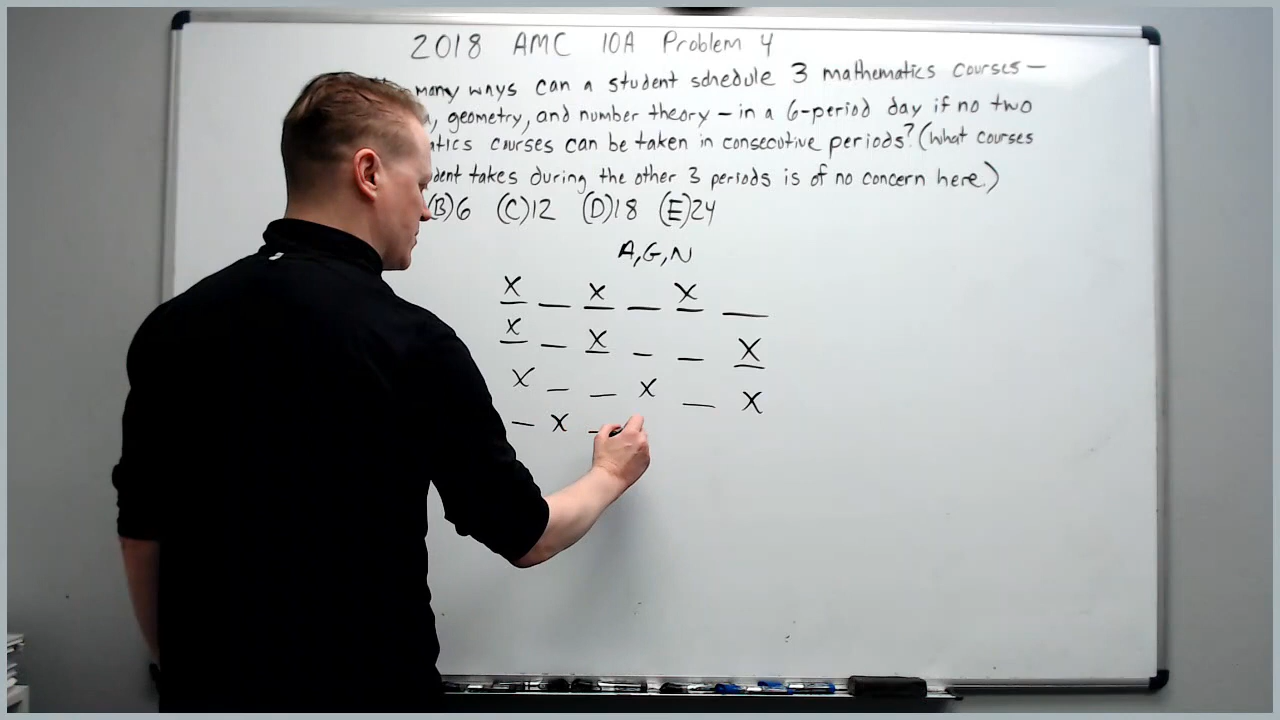 2018 AMC 10A Problem 4
many ways can a student schedule 3 mathematics courses —
, geometry, and number theory — in a 6-period day if no two
courses can be taken in consecutive periods? (What courses
takes during the other 3 periods is of no concern here.)
(B) 6 (C) 12 (D) 18 (E) 24
A, G, N
X _ X _ X _
X _ X _ _ X
X _ _ X _ X
_ X _